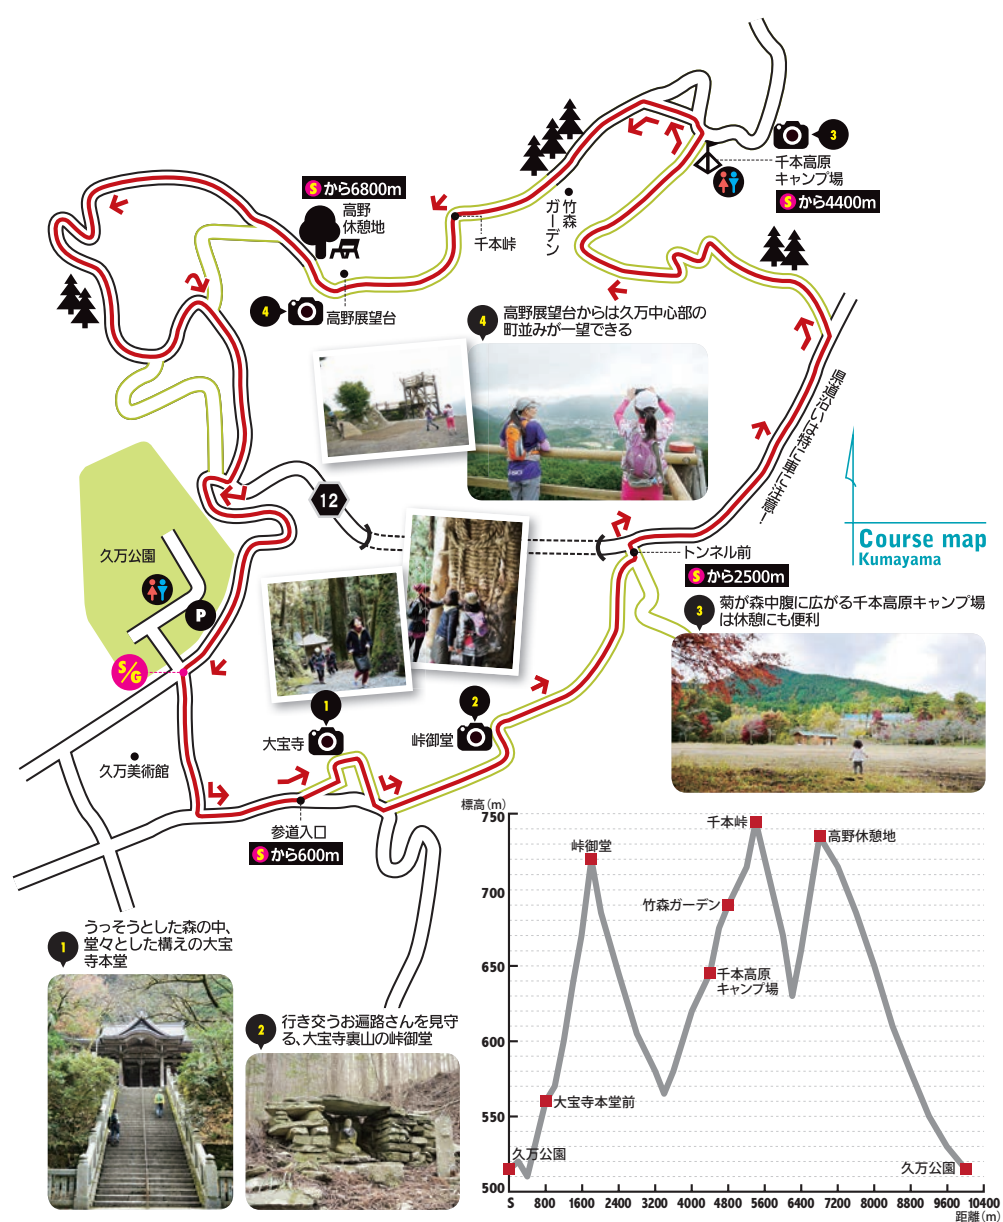 3
千本高原
キャンプ場
Sから4400m
Sから6800m
高野
休憩地
竹森
ガーデン
千本峠
4
高野展望台
4
高野展望台からは久万中心部の
町並みが一望できる
県道沿いは特に車に注意!
12
Course map
Kumayama
トンネル前
Sから2500m
3
菊が森中腹に広がる千本高原キャンプ場
は休憩にも便利
久万公園
P
S/G
1
大宝寺
2
峠御堂
久万美術館
参道入口
Sから600m
1
うっそうとした森の中、
堂々とした構えの大宝
寺本堂
2
行き交うお遍路さんを見守
る、大宝寺裏山の峠御堂
標高(m)
750
700
650
600
550
500
千本峠
高野休憩地
峠御堂
竹森ガーデン
千本高原
キャンプ場
大宝寺本堂前
久万公園
久万公園
S 800 1600 2400 3200 4000 4800 5600 6400 7200 8000 8800 9600 10400
距離(m)